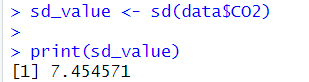 > sd_value <- sd(data$CO2)
>
> print(sd_value)
[1] 7.454571